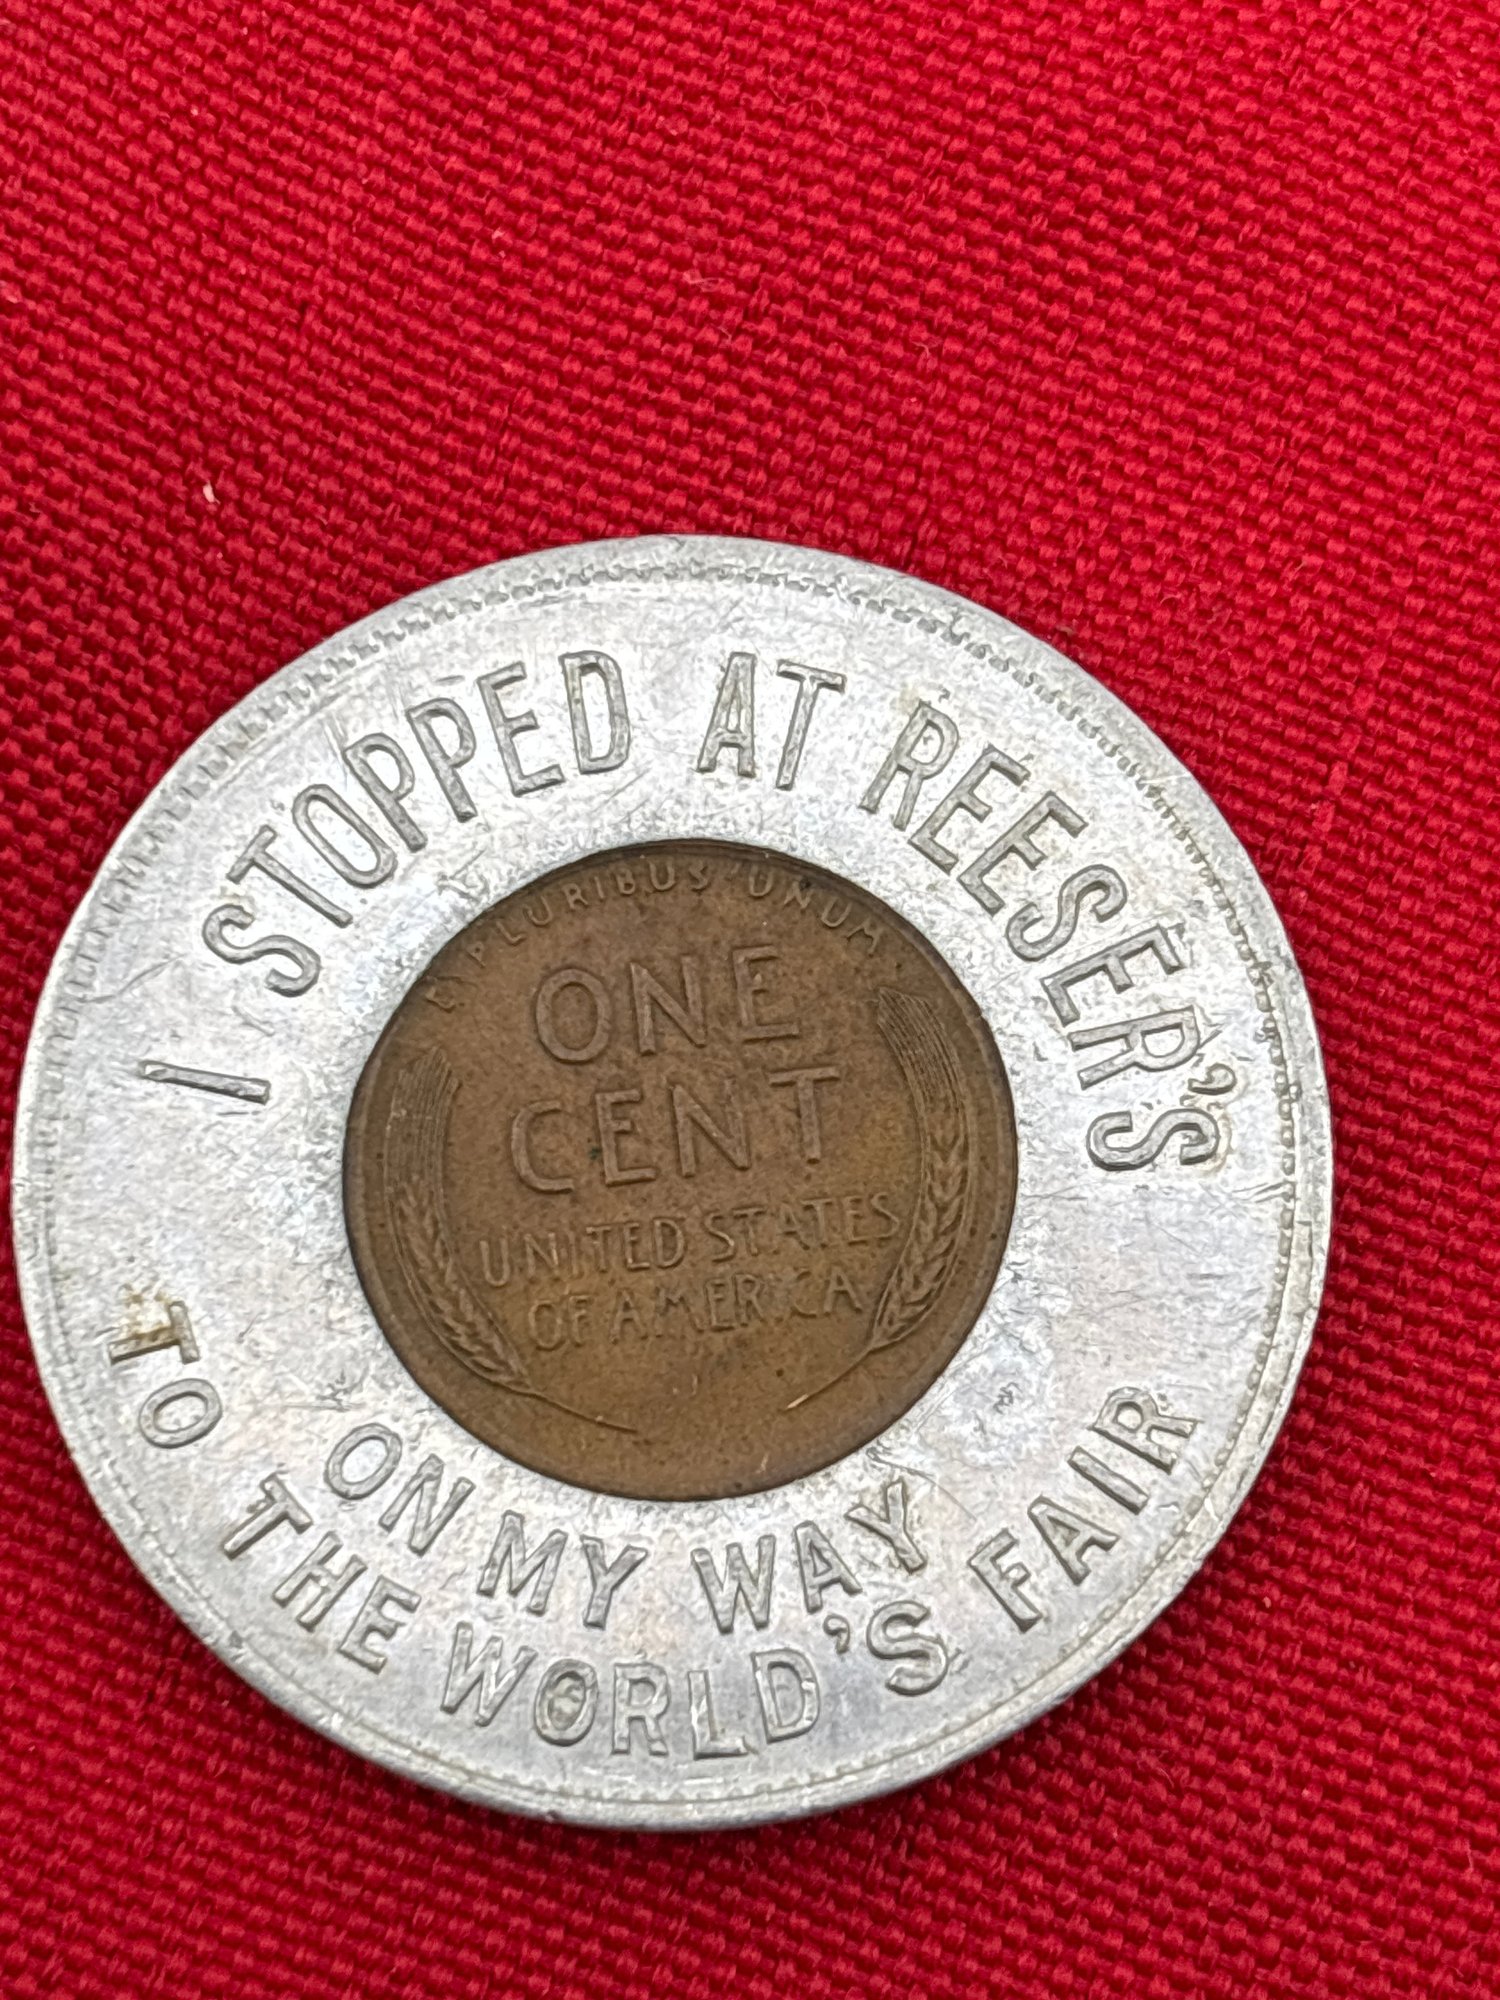 I STOPPED AT REESER'S
E PLURIBUS UNUM
ONE
CENT
UNITED STATES
OF AMERICA
ON MY WAY
TO THE WORLD'S FAIR